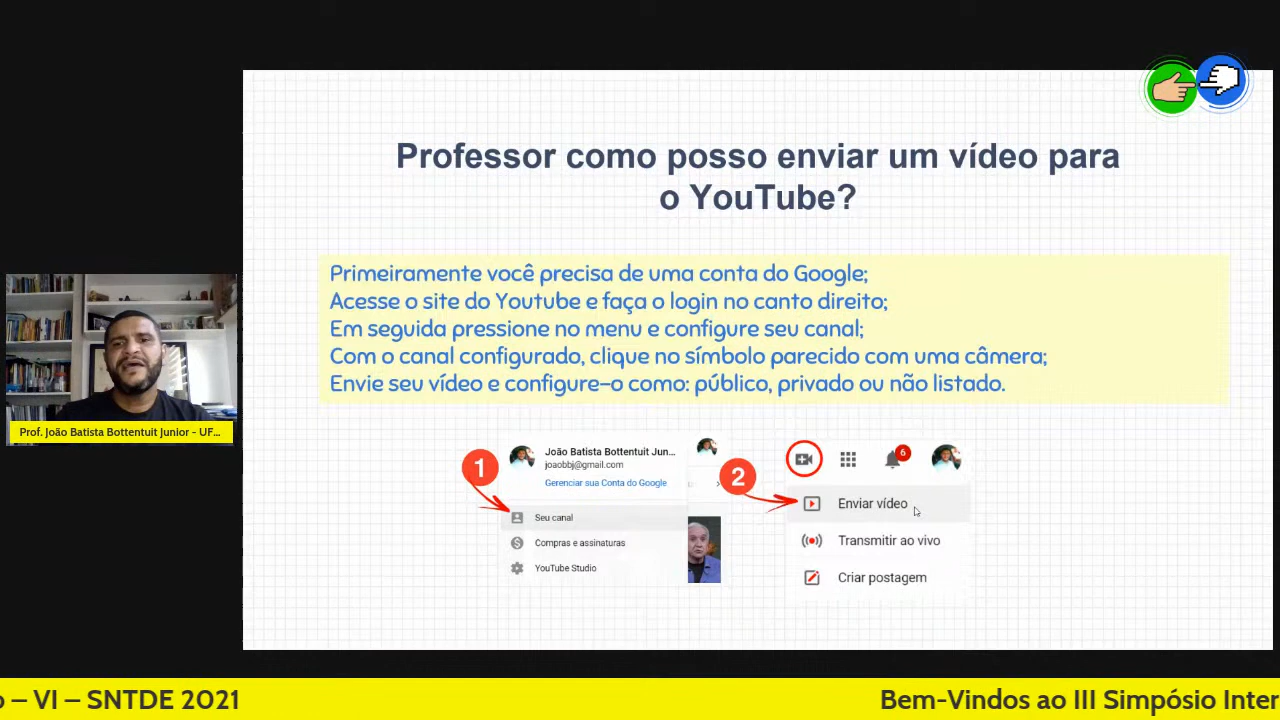 Professor como posso enviar um vídeo para
o YouTube?
Primeiramente você precisa de uma conta do Google;
Acesse o site do Youtube e faça o login no canto direito;
Em seguida pressione no menu e configure seu canal;
Com o canal configurado, clique no símbolo parecido com uma câmera;
Envie seu vídeo e configure-o como: público, privado ou não listado.
Prof. João Batista Bottentuit Junior - UF...
1
João Batista Bottentuit Jun...
joaobbj@gmail.com
Gerenciar sua Conta do Google
Seu canal
Compras e assinaturas
YouTube Studio
2
6
Enviar vídeo
Transmitir ao vivo
Criar postagem
o – VI – SNTDE 2021
Bem-Vindos ao III Simpósio Inter